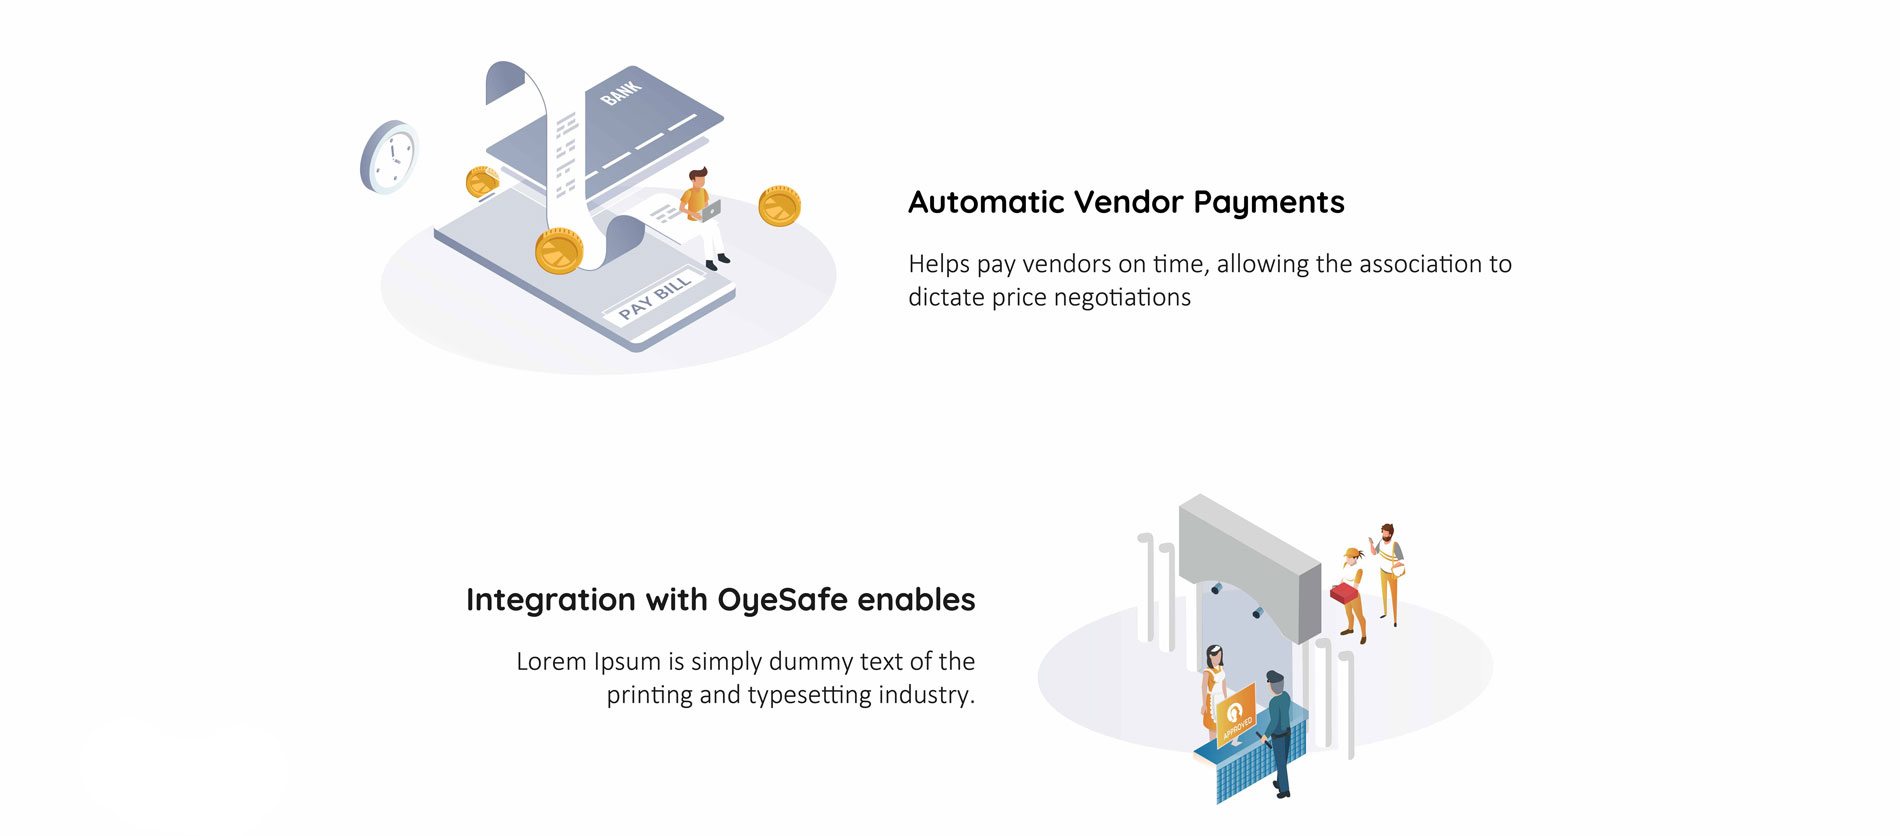 BANK
PAY BILL
Automatic Vendor Payments
Helps pay vendors on time, allowing the association to
dictate price negotiations
Integration with OyeSafe enables
Lorem Ipsum is simply dummy text of the
printing and typesetting industry.
APPROVED